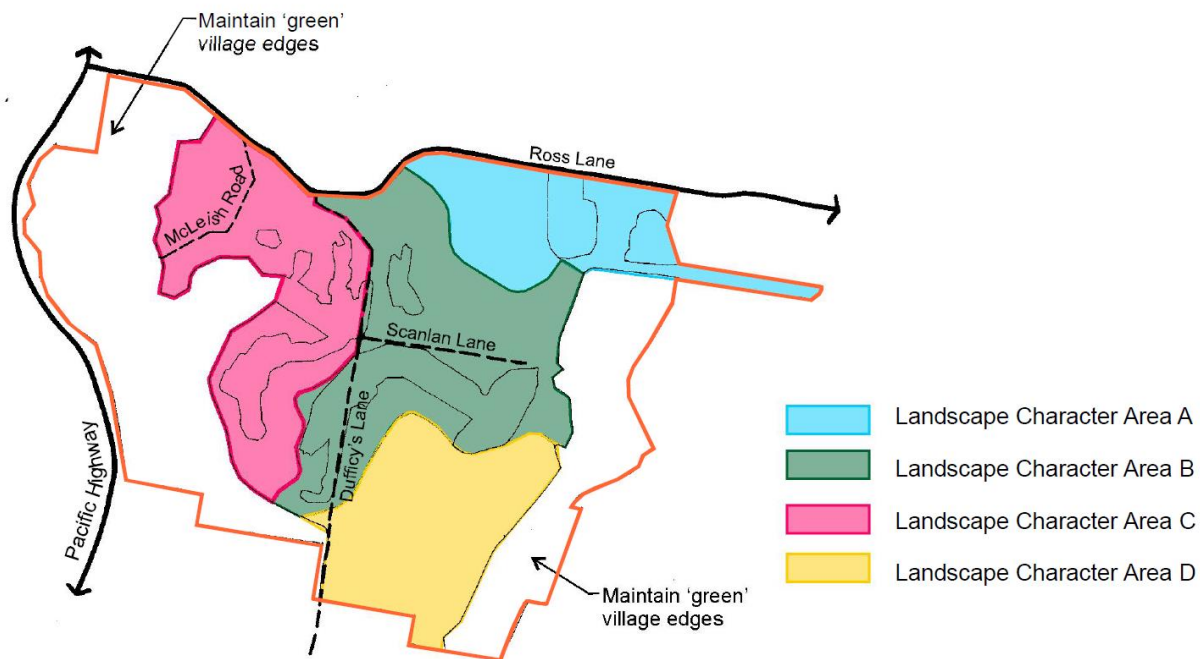 Maintain ‘green’
village edges
Ross Lane
McLeish Road
Scanlan Lane
Dufficy's Lane
Pacific Highway
Landscape Character Area A
Landscape Character Area B
Landscape Character Area C
Landscape Character Area D
Maintain ‘green’
village edges